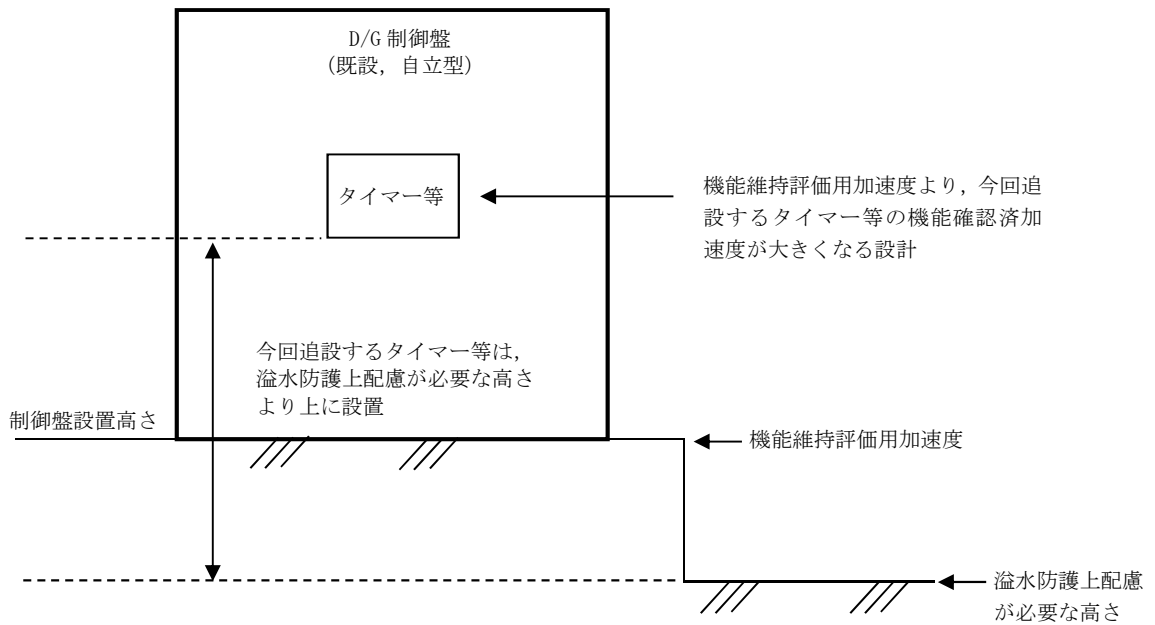 D/G 制御盤
(既設，自立型)
タイマー等
機能維持評価用加速度より，今回追
設するタイマー等の機能確認済加
速度が大きくなる設計
今回追設するタイマー等は，
溢水防護上配慮が必要な高さ
より上に設置
制御盤設置高さ
機能維持評価用加速度
溢水防護上配慮
が必要な高さ